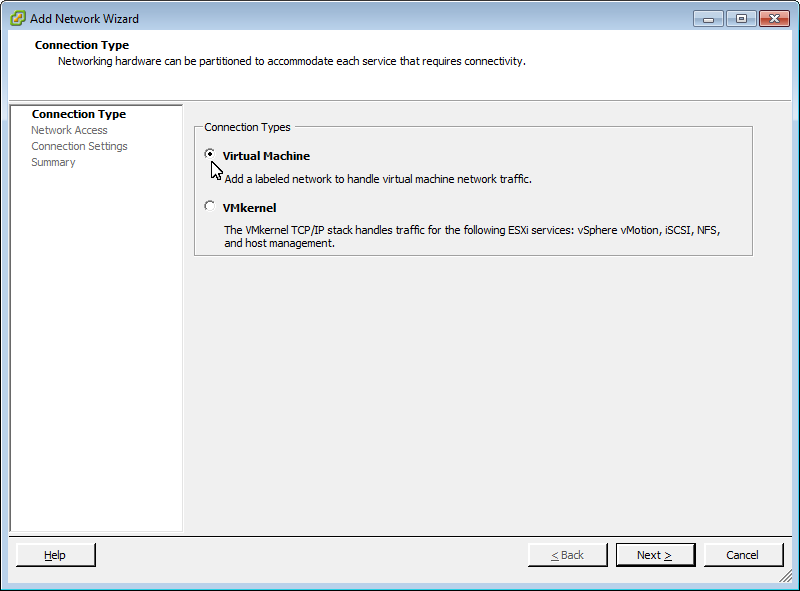 Add Network Wizard
Connection Type
Networking hardware can be partitioned to accommodate each service that requires connectivity.
Connection Type
Network Access
Connection Settings
Summary
Connection Types
Virtual Machine
Add a labeled network to handle virtual machine network traffic.
VMkernel
The VMkernel TCP/IP stack handles traffic for the following ESXi services: vSphere vMotion, iSCSI, NFS,
and host management.
Help
< Back
Next >
Cancel